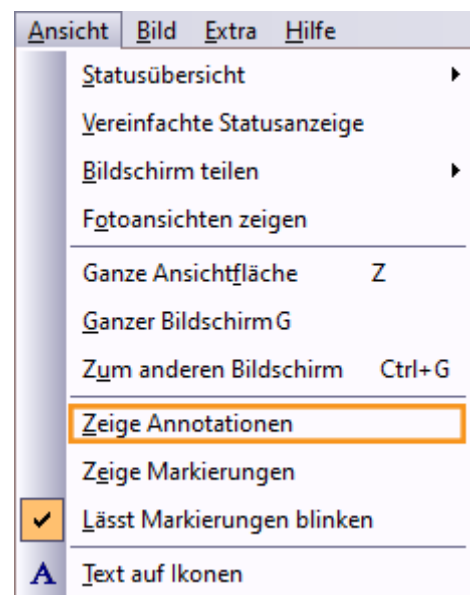 Ansicht Bild Extra Hilfe
Statusübersicht
Vereinfachte Statusanzeige
Bildschirm teilen
Fotoansichten zeigen
Ganze Ansichtfläche Z
Ganzer Bildschirm G
Zum anderen Bildschirm Ctrl+G
Zeige Annotationen
Zeige Markierungen
Lässt Markierungen blinken
A Text auf Ikonen